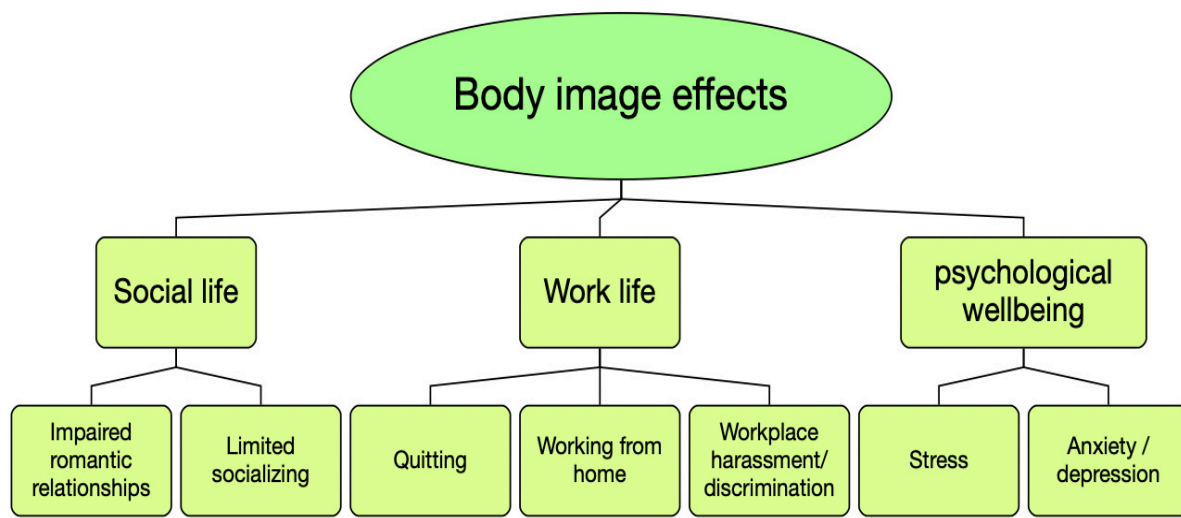 Body image effects
Social life
Work life
psychological
wellbeing
Impaired
romantic
relationships
Limited
socializing
Quitting
Working from
home
Workplace
harassment/
discrimination
Stress
Anxiety /
depression